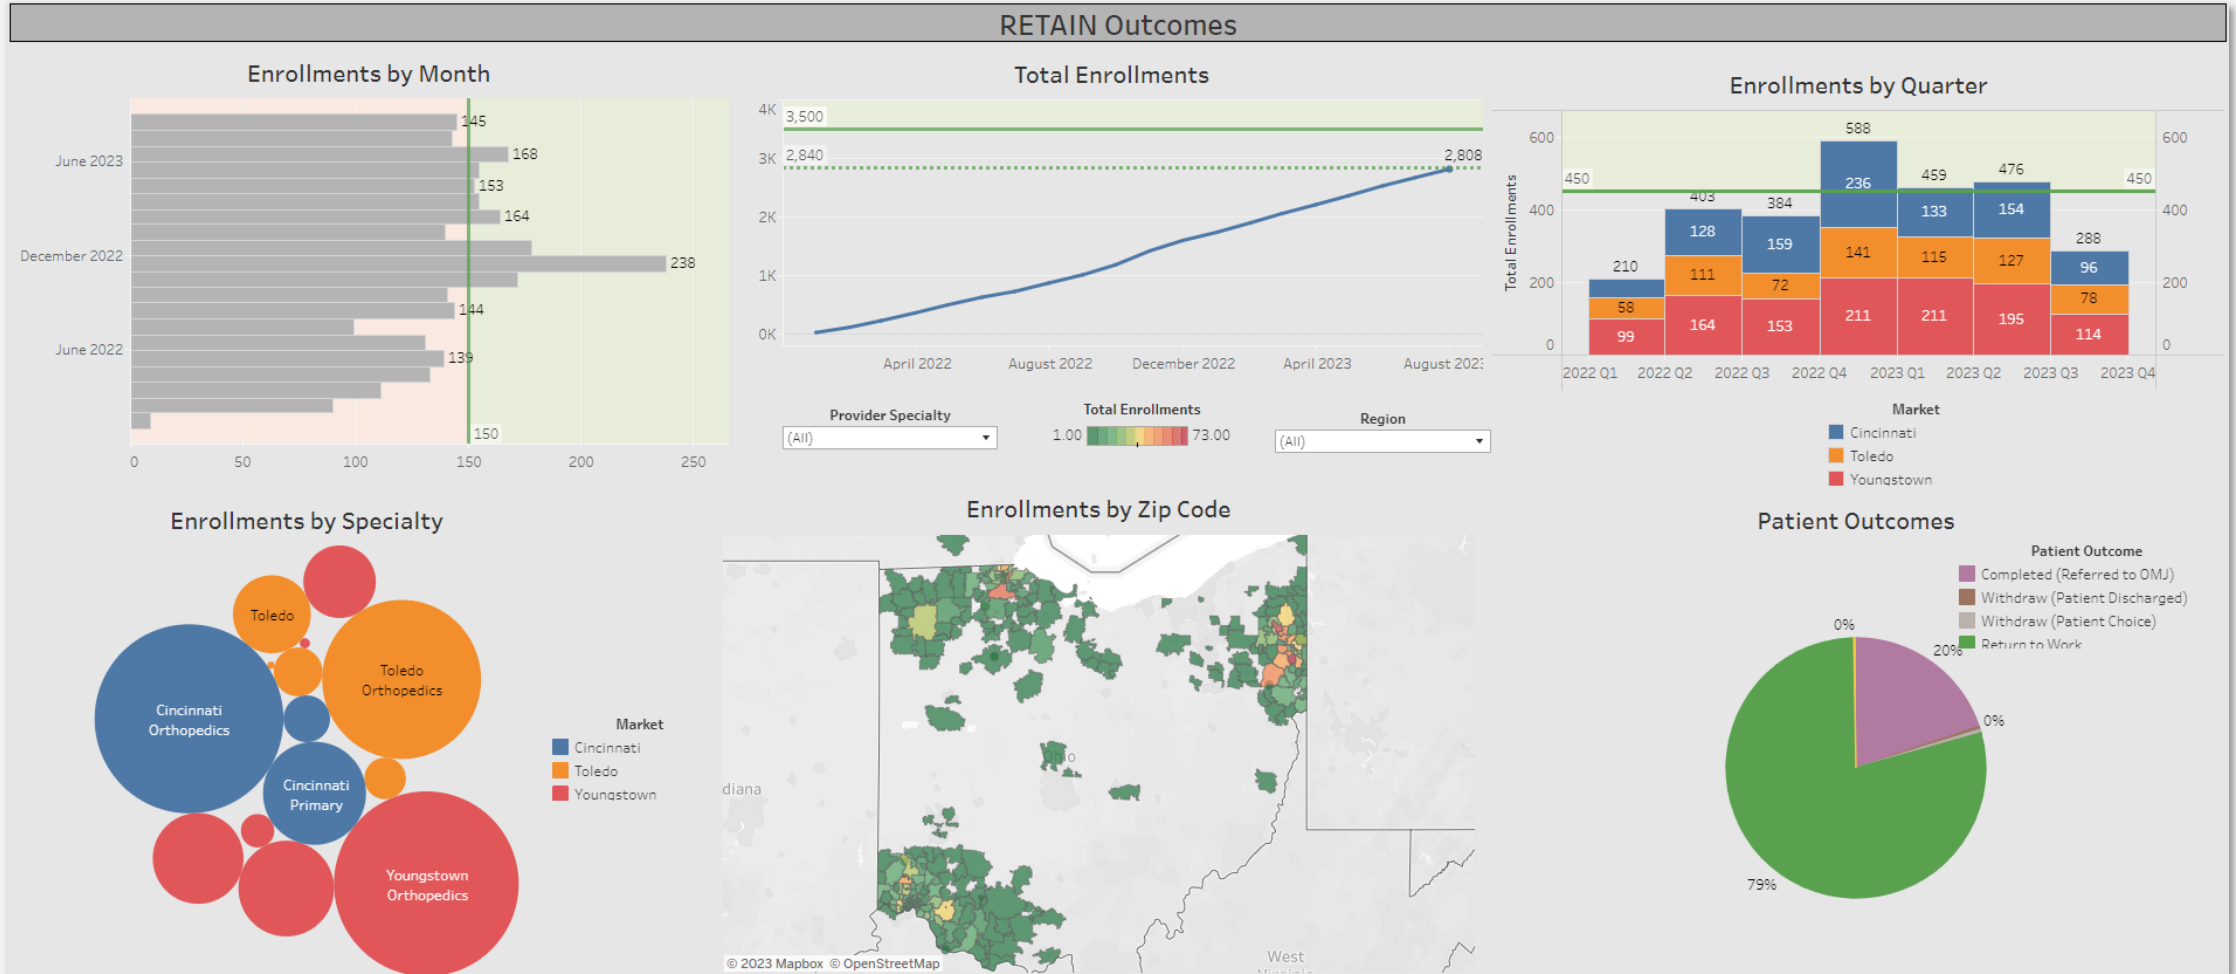 RETAIN Outcomes
Enrollments by Month
145
June 2023
168
153
164
December 2022
238
144
June 2022
139
150
0
50
100
150
200
250
Total Enrollments
4K
3,500
3K
2,840
2,808
2K
1K
0K
April 2022
August 2022
December 2022
April 2023
August 2023
Provider Specialty
(All)
Total Enrollments
1.00
73.00
Region
(All)
Enrollments by Quarter
Total Enrollments
600
400
200
0
450
450
600
400
200
0
210
58
99
403
128
111
164
384
159
72
153
588
236
141
211
459
133
115
211
476
154
127
195
288
96
78
114
2022 Q1
2022 Q2
2022 Q3
2022 Q4
2023 Q1
2023 Q2
2023 Q3
2023 Q4
Market
Cincinnati
Toledo
Youngstown
Enrollments by Specialty
Toledo
Toledo
Orthopedics
Cincinnati
Orthopedics
Cincinnati
Primary
Youngstown
Orthopedics
Market
Cincinnati
Toledo
Youngstown
Enrollments by Zip Code
Ohio
diana
West
Virginia
© 2023 Mapbox © OpenStreetMap
Patient Outcomes
Patient Outcome
Completed (Referred to OMJ)
Withdraw (Patient Discharged)
Withdraw (Patient Choice)
Return to Work
0%
20%
0%
79%